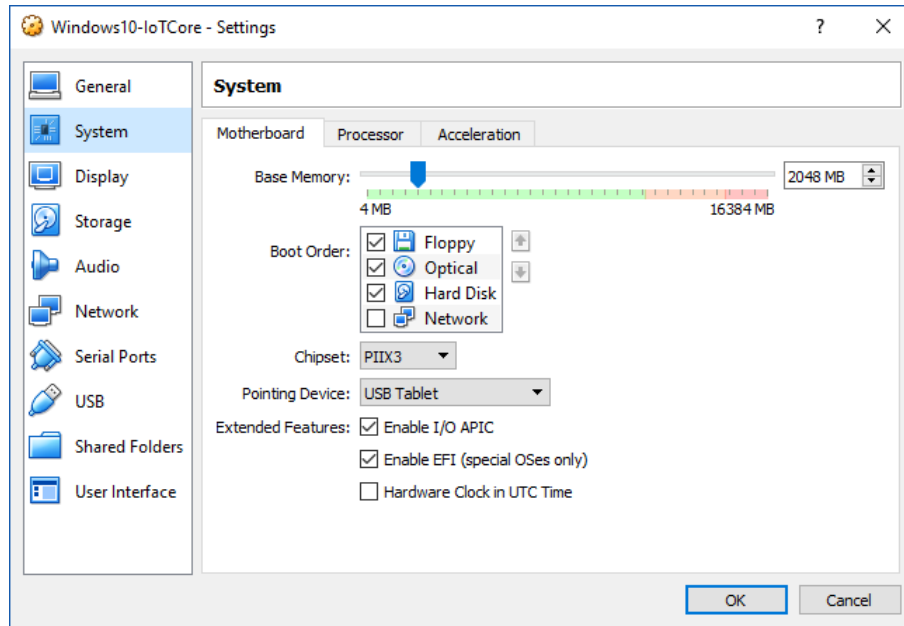 Windows10-IoTCore - Settings
?
General
System
Display
Storage
Audio
Network
Serial Ports
USB
Shared Folders
User Interface
System
Motherboard Processor Acceleration
Base Memory: 2048 MB
4 MB 16384 MB
Boot Order: Floppy
Optical
Hard Disk
Network
Chipset: PIIX3
Pointing Device: USB Tablet
Extended Features: Enable I/O APIC
Enable EFI (special OSes only)
Hardware Clock in UTC Time
OK Cancel